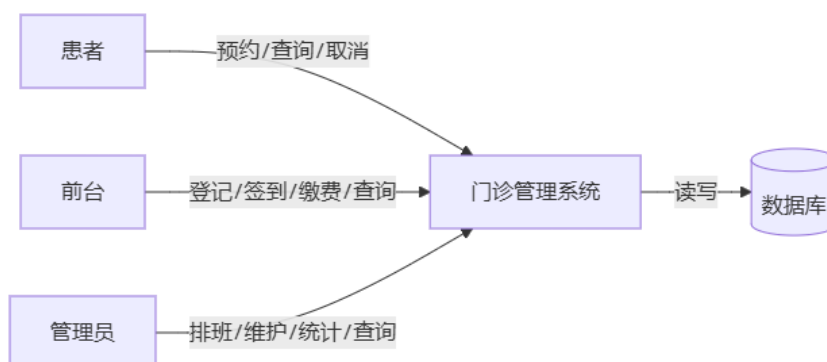 患者
预约/查询/取消
前台
登记/签到/缴费/查询
门诊管理系统
读写
数据库
管理员
排班/维护/统计/查询